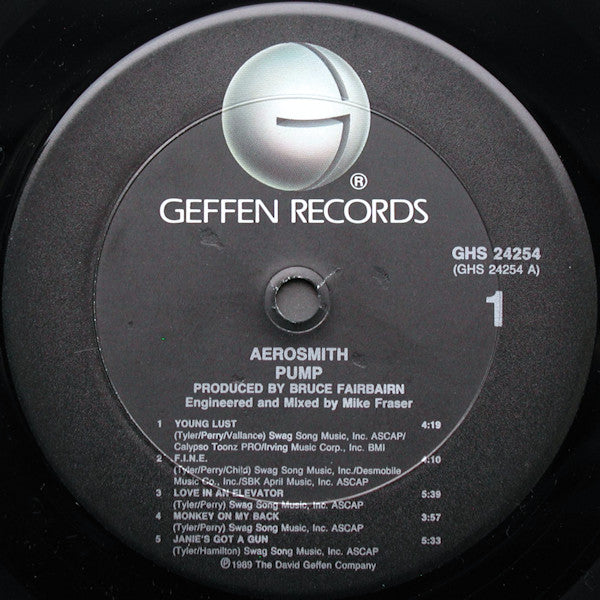 G
®
GEFFEN RECORDS
GHS 24254
(GHS 24254 A)
1
AEROSMITH
PUMP
PRODUCED BY BRUCE FAIRBAIRN
Engineered and Mixed by Mike Fraser
1 YOUNG LUST 4:19
(Tyler/Perry/Vallance) Swag Song Music, Inc. ASCAP/
Calypso Toonz PRO/Irving Music Corp., Inc. BMI
2 F.I.N.E. 4:10
(Tyler/Perry/Child) Swag Song Music, Inc./Desmobile
Music Co., Inc./SBK April Music, Inc. ASCAP
3 LOVE IN AN ELEVATOR 5:39
(Tyler/Perry) Swag Song Music, Inc. ASCAP
4 MONKEY ON MY BACK 3:57
(Tyler/Perry) Swag Song Music, Inc. ASCAP
5 JANIE'S GOT A GUN 5:33
(Tyler/Hamilton) Swag Song Music, Inc. ASCAP
℗1989 The David Geffen Company